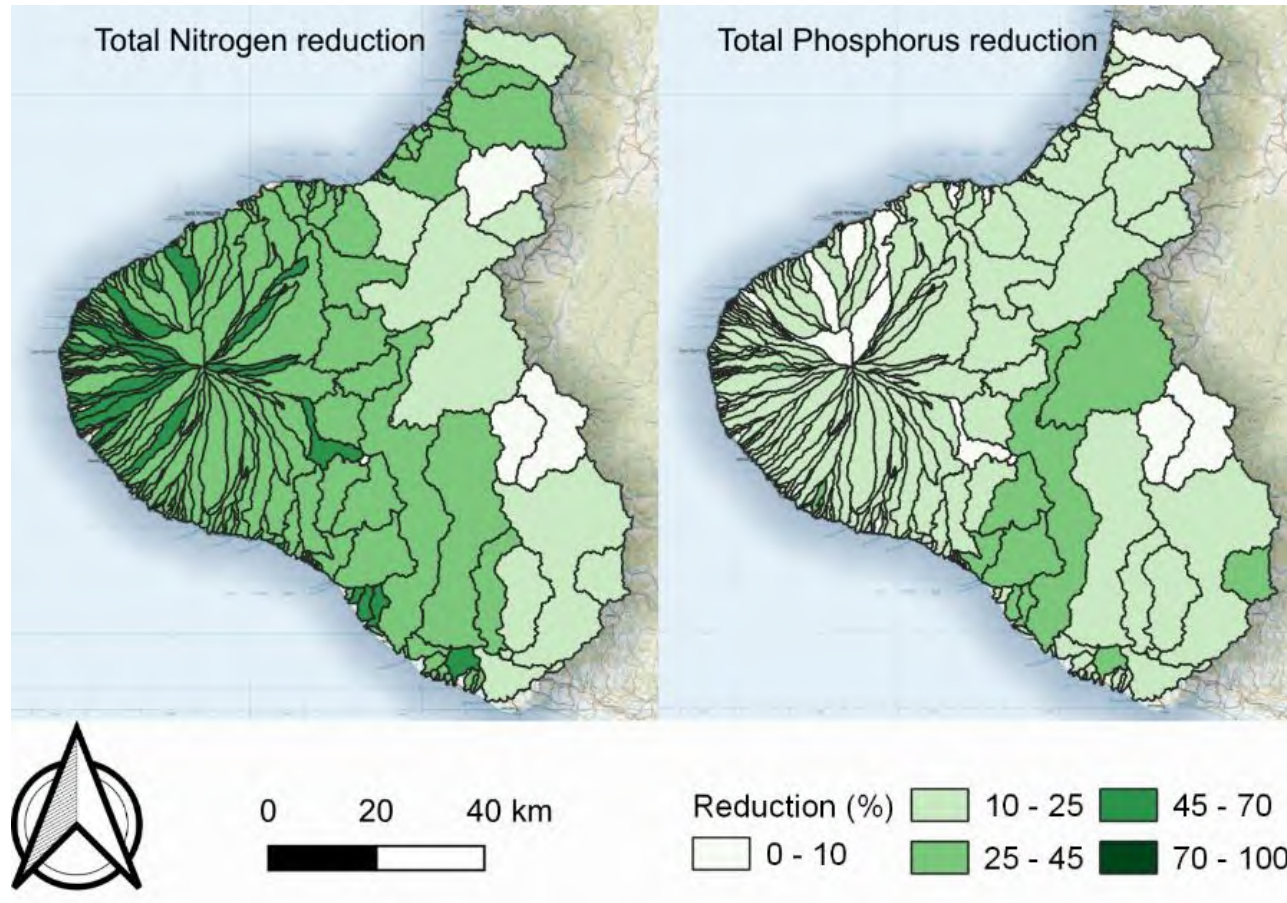 Total Nitrogen reduction
Total Phosphorus reduction
0 20 40 km
Reduction (%)
0 - 10
10 - 25
25 - 45
45 - 70
70 - 100